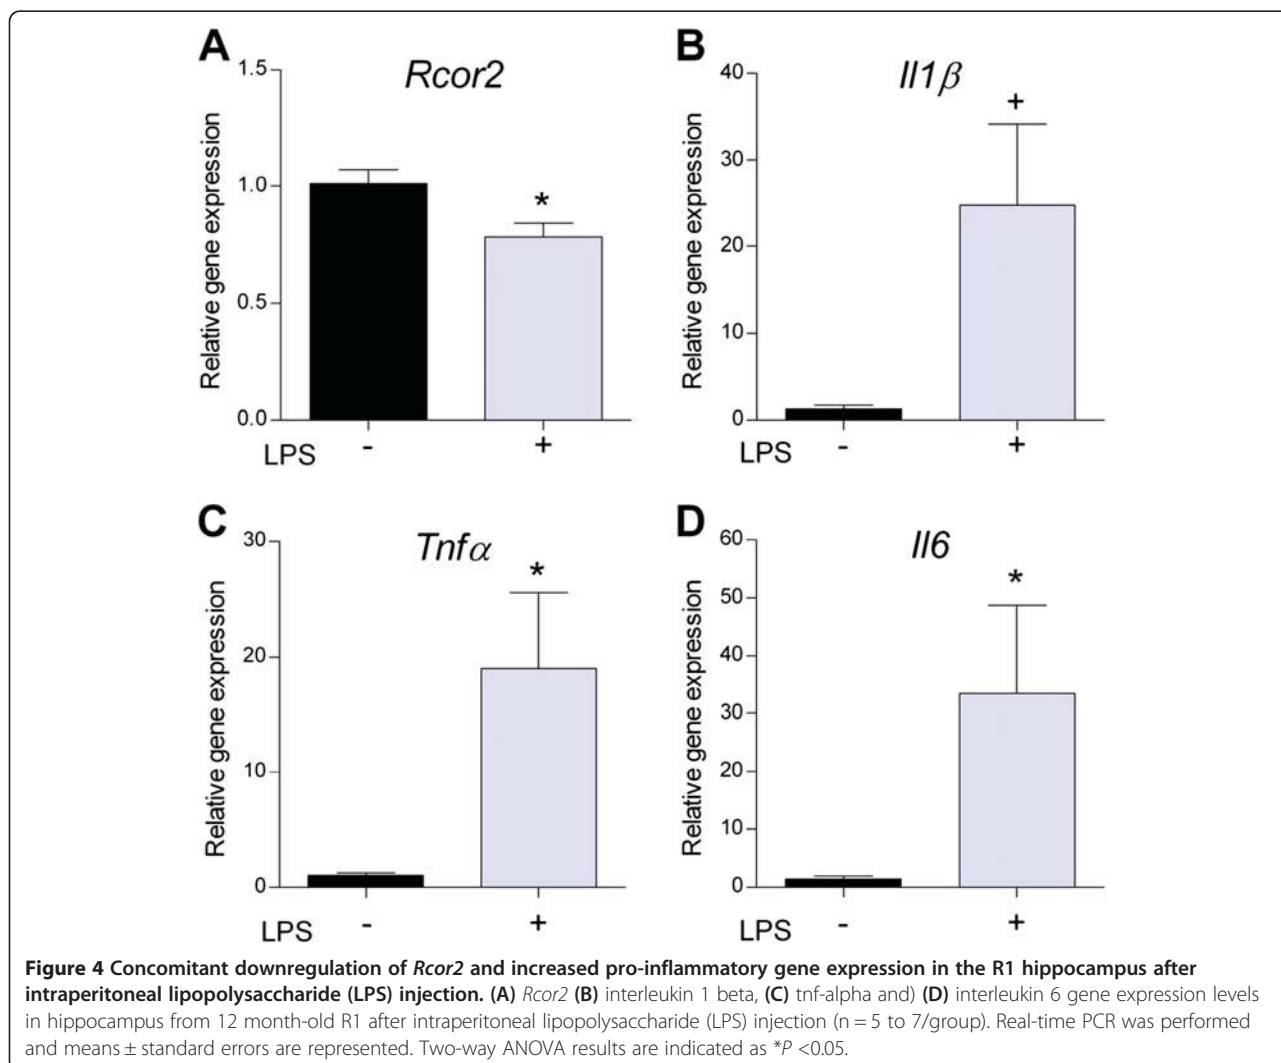 A
Rcor2
Relative gene expression
1.5
1.0
0.5
0.0
*
LPS - +
B
Il1β
Relative gene expression
40
30
20
10
0
+
LPS - +
C
Tnfα
Relative gene expression
30
20
10
0
*
LPS - +
D
Il6
Relative gene expression
60
50
40
30
20
10
0
*
LPS - +
Figure 4 Concomitant downregulation of Rcor2 and increased pro-inflammatory gene expression in the R1 hippocampus after
intraperitoneal lipopolysaccharide (LPS) injection. (A) Rcor2 (B) interleukin 1 beta, (C) tnf-alpha and) (D) interleukin 6 gene expression levels
in hippocampus from 12 month-old R1 after intraperitoneal lipopolysaccharide (LPS) injection (n = 5 to 7/group). Real-time PCR was performed
and means ± standard errors are represented. Two-way ANOVA results are indicated as *P <0.05.